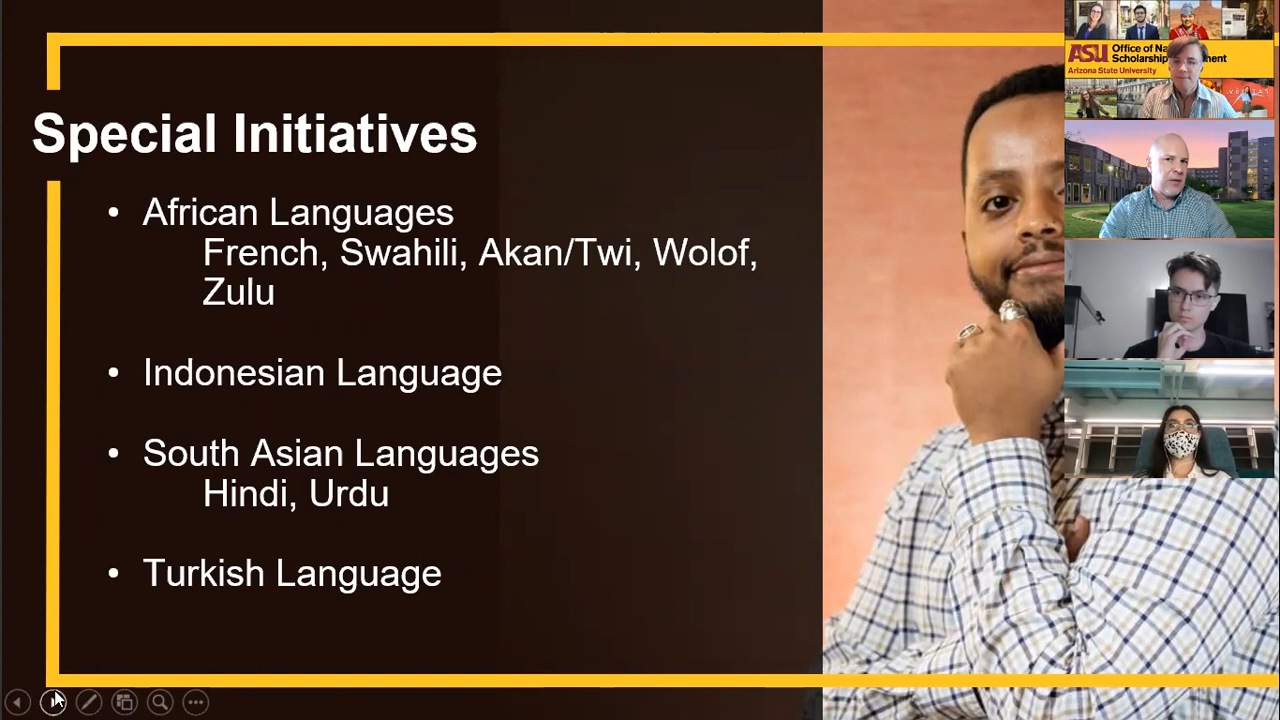 Special Initiatives
• African Languages
French, Swahili, Akan/Twi, Wolof,
Zulu
• Indonesian Language
• South Asian Languages
Hindi, Urdu
• Turkish Language
ASU
Office of
Scholarship
Arizona State University